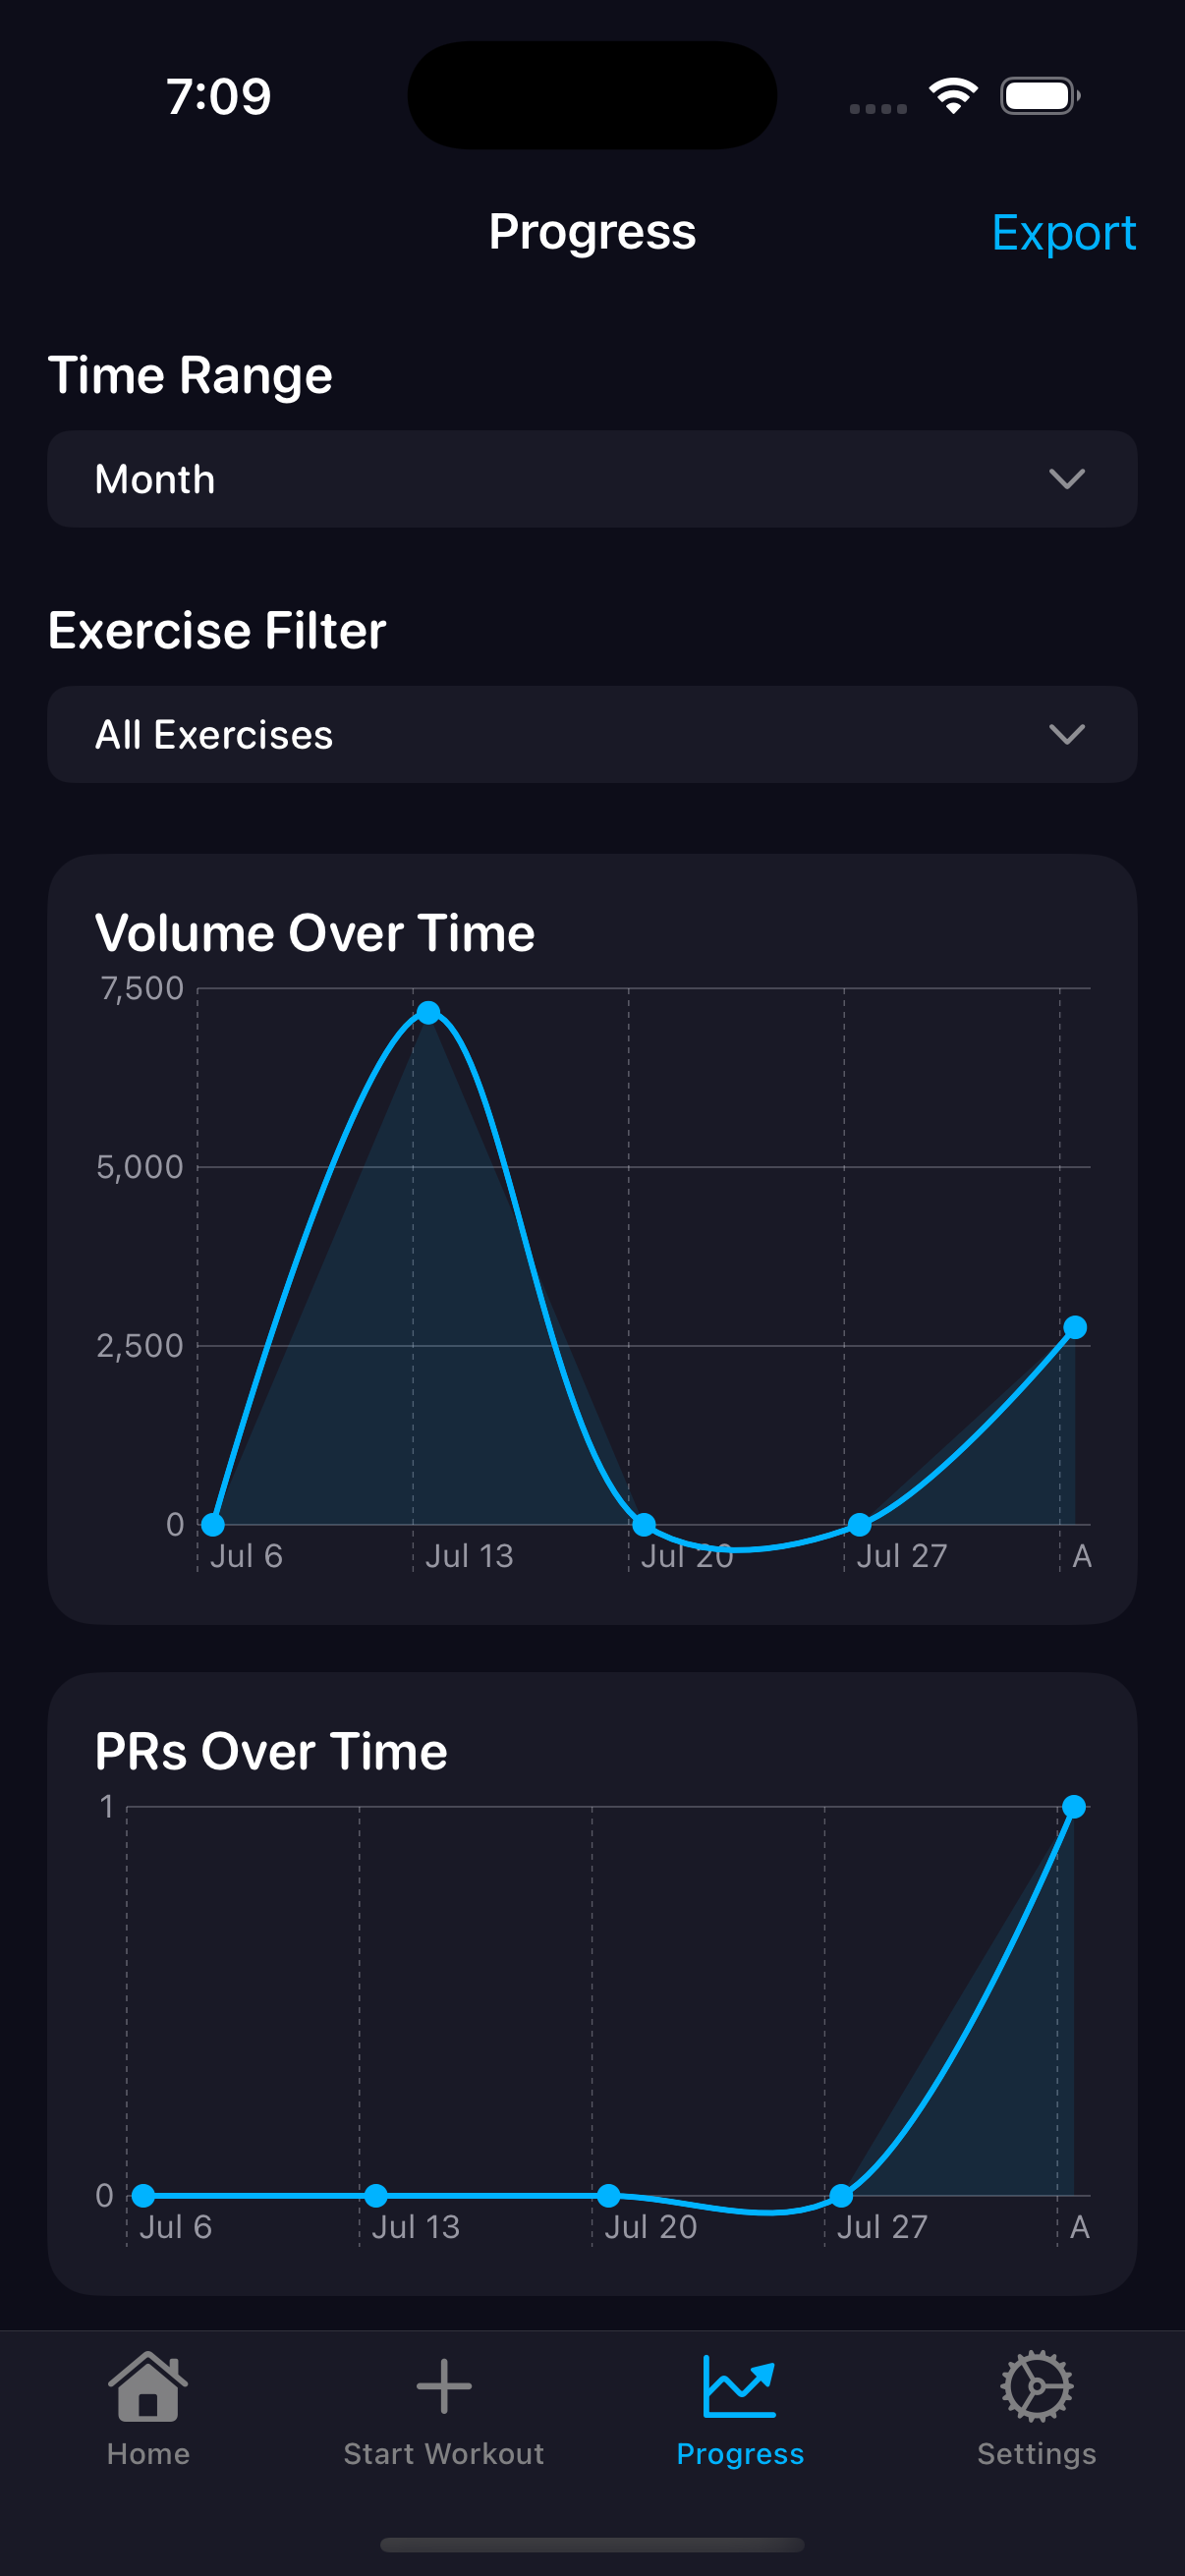 7:09
Progress
Export
Time Range
Month
Exercise Filter
All Exercises
Volume Over Time
7,500
5,000
2,500
0
Jul 6 Jul 13 Jul 20 Jul 27 A
PRs Over Time
1
0
Jul 6 Jul 13 Jul 20 Jul 27 A
Home Start Workout Progress Settings